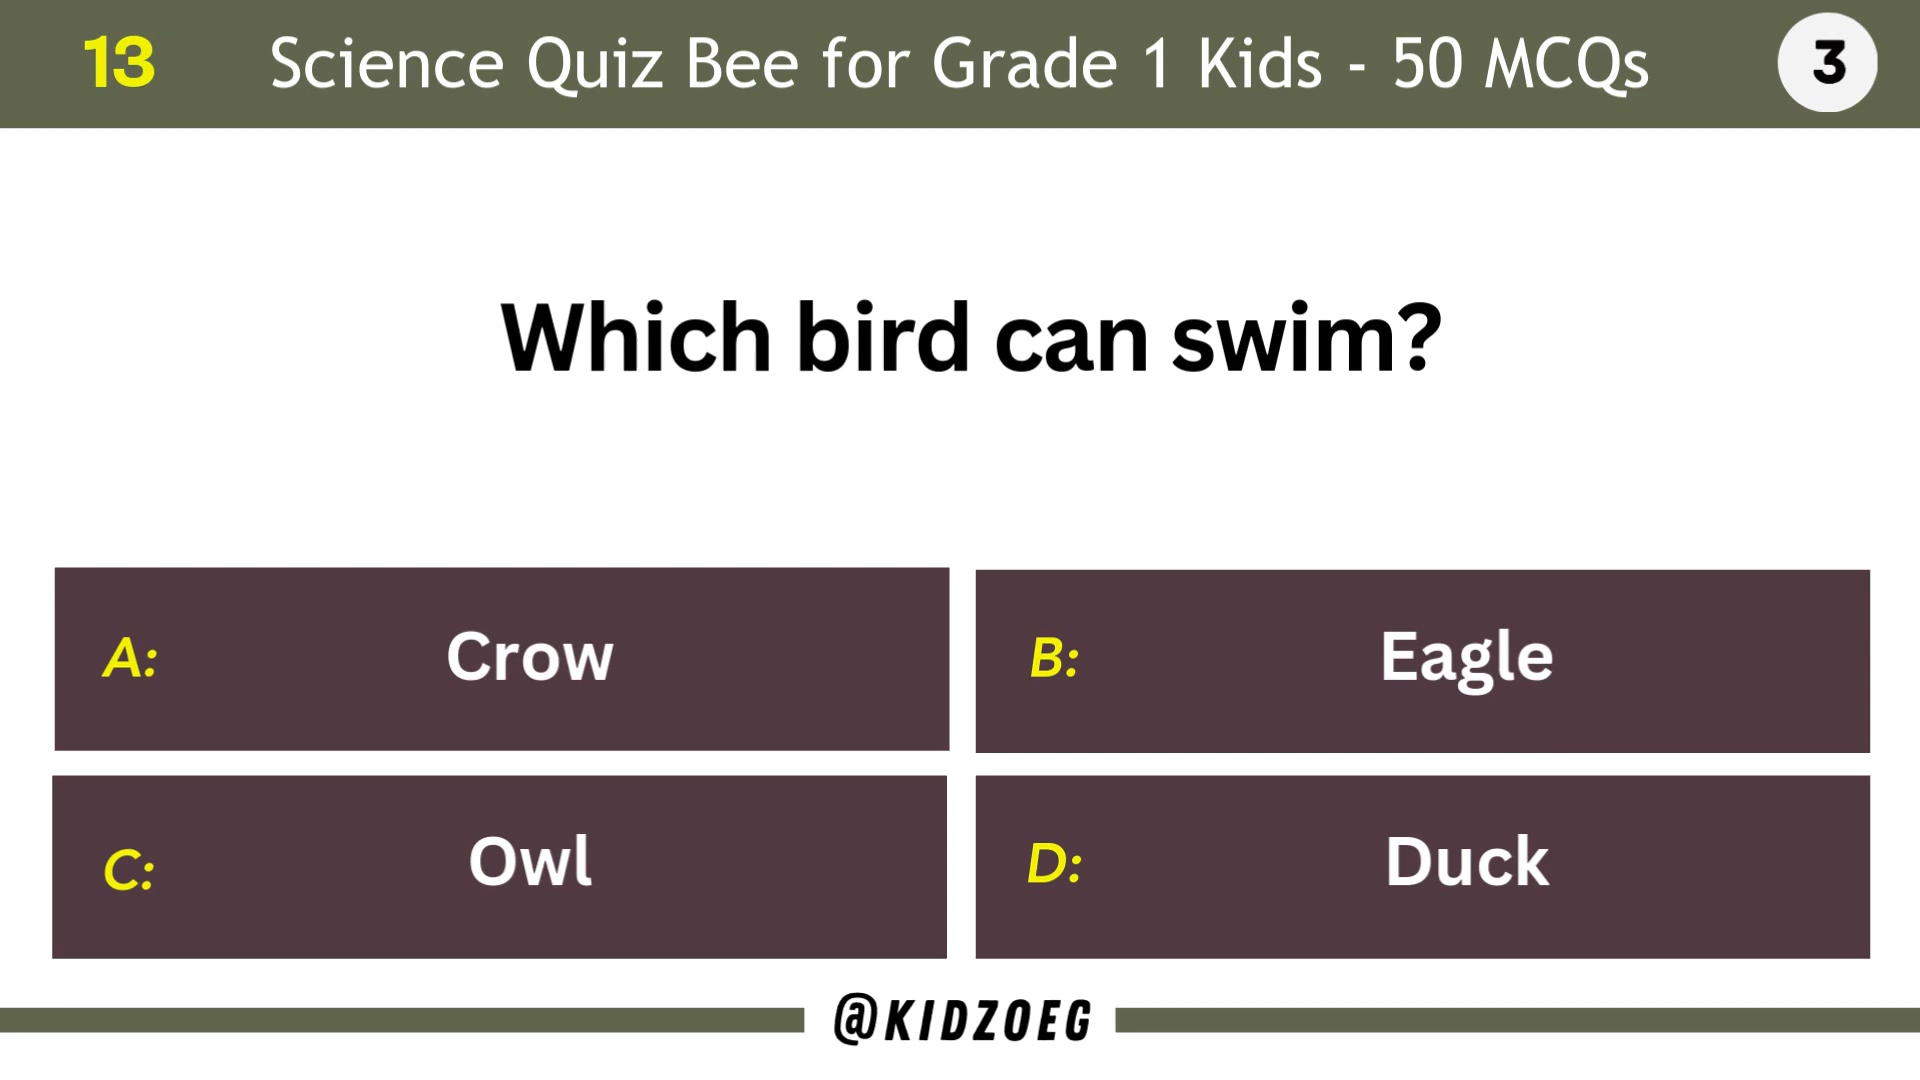 13 Science Quiz Bee for Grade 1 Kids - 50 MCQs 3
Which bird can swim?
A: Crow
B: Eagle
C: Owl
D: Duck
@KIDZOEG